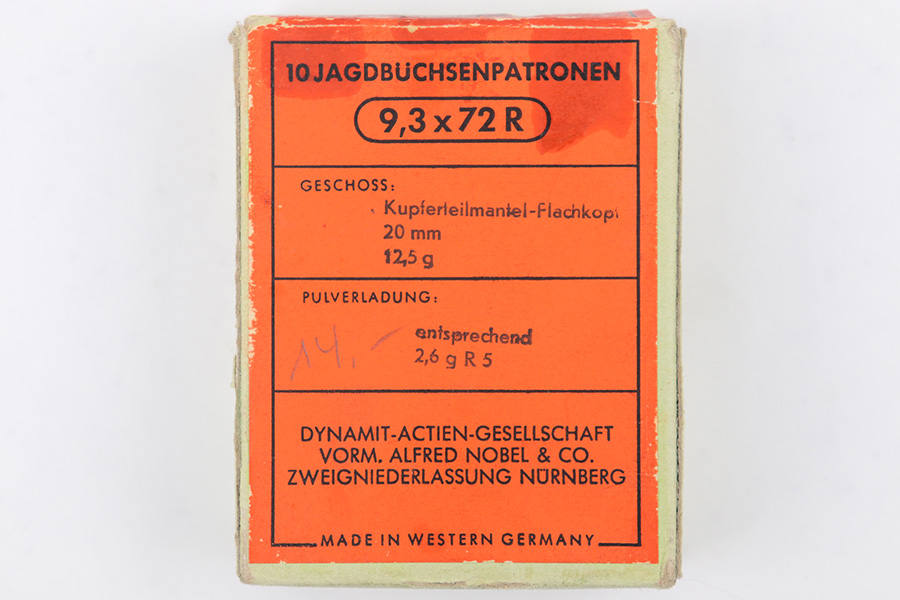 10 JAGDBÜCHSENPATRONEN
9,3 x 72 R
GESCHOSS:
Kupferteilmantel-Flachkopf
20 mm
12,5 g
PULVERLADUNG:
14,–
entsprechend
2,6 g R 5
DYNAMIT-ACTIEN-GESELLSCHAFT
VORM. ALFRED NOBEL & CO.
ZWEIGNIEDERLASSUNG NÜRNBERG
MADE IN WESTERN GERMANY